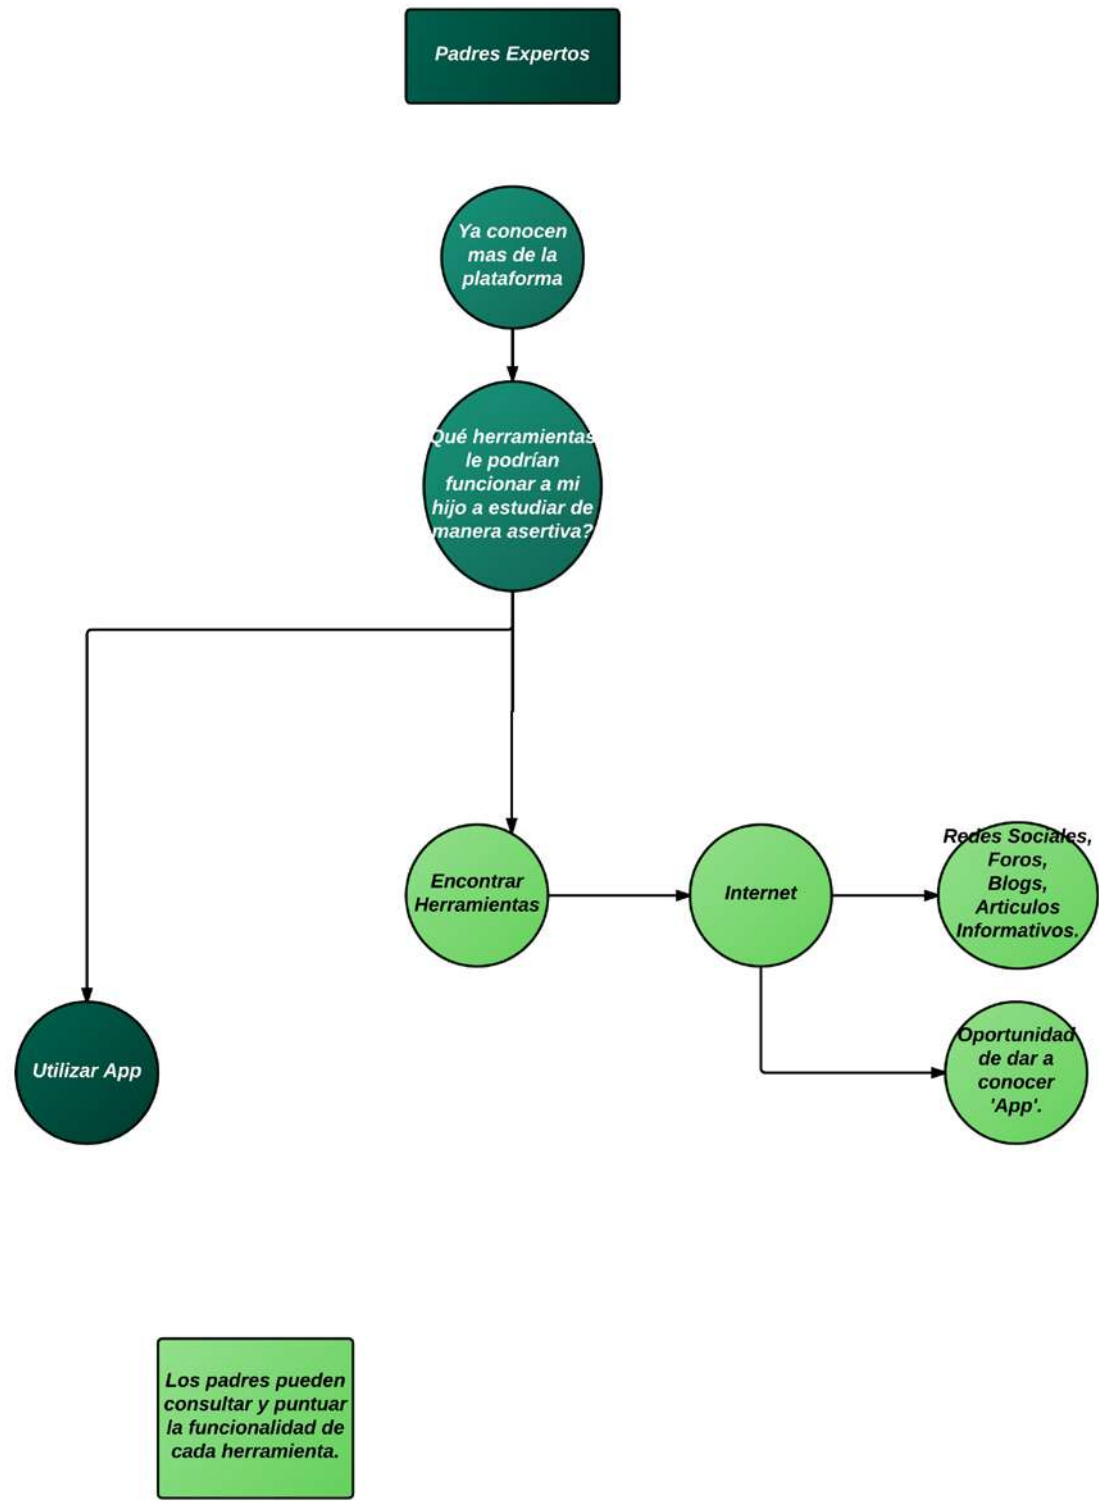 Padres Expertos
Ya conocen
mas de la
plataforma
Qué herramientas
le podrían
funcionar a mi
hijo a estudiar de
manera asertiva?
Encontrar
Herramientas
Internet
Redes Sociales,
Foros,
Blogs,
Articulos
Informativos.
Utilizar App
Oportunidad
de dar a
conocer
'App'.
Los padres pueden
consultar y puntuar
la funcionalidad de
cada herramienta.